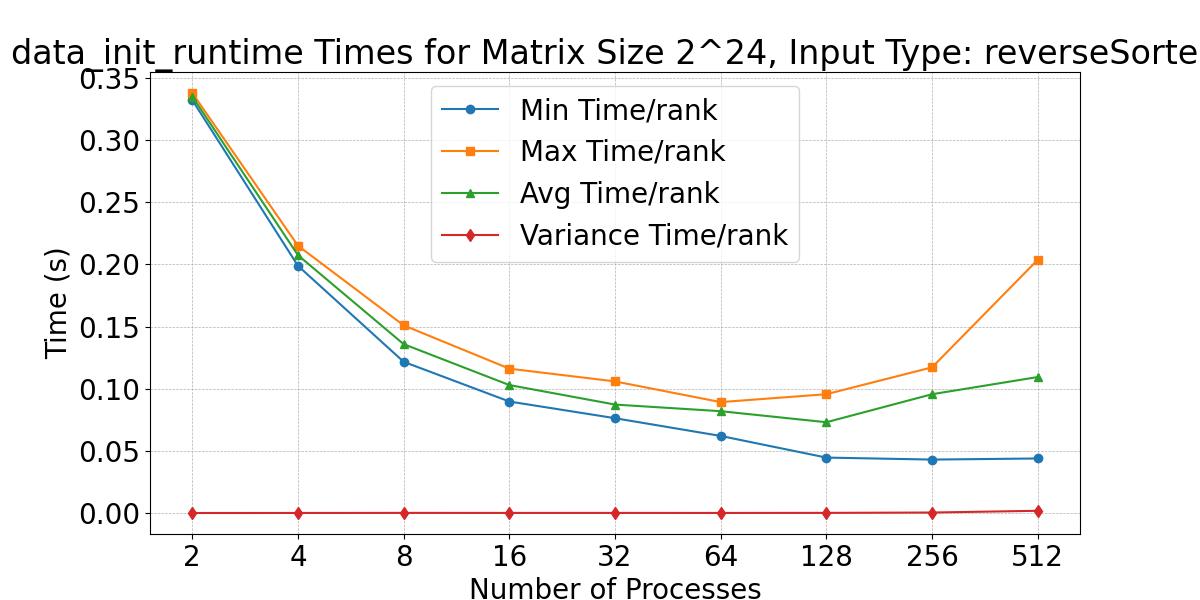 data_init_runtime Times for Matrix Size 2^24, Input Type: reverseSorte
0.35
0.30
0.25
0.20
0.15
0.10
0.05
0.00
Time (s)
Min Time/rank
Max Time/rank
Avg Time/rank
Variance Time/rank
2 4 8 16 32 64 128 256 512
Number of Processes